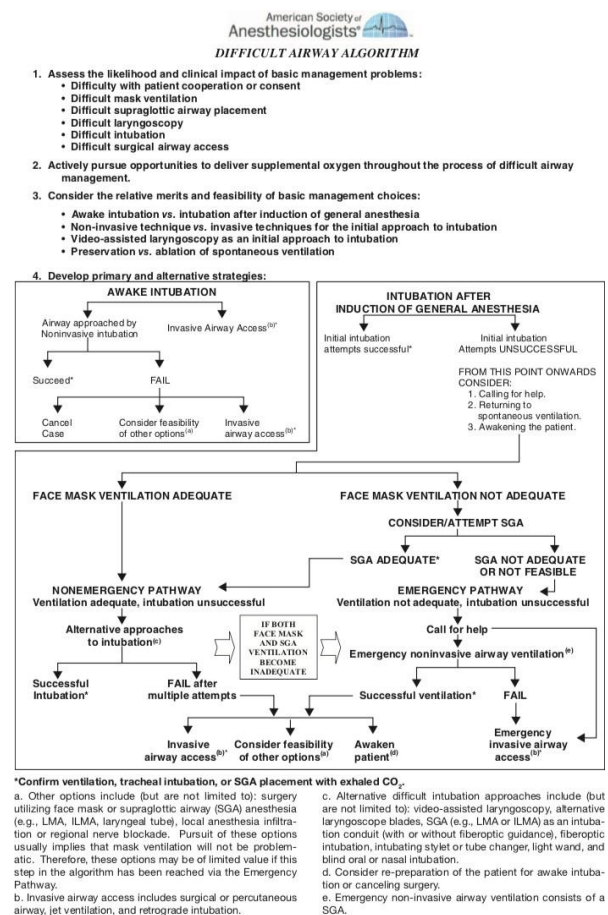 American Society of
Anesthesiologists®
DIFFICULT AIRWAY ALGORITHM
1. Assess the likelihood and clinical impact of basic management problems:
• Difficulty with patient cooperation or consent
• Difficult mask ventilation
• Difficult supraglottic airway placement
• Difficult laryngoscopy
• Difficult intubation
• Difficult surgical airway access
2. Actively pursue opportunities to deliver supplemental oxygen throughout the process of difficult airway
management.
3. Consider the relative merits and feasibility of basic management choices:
• Awake intubation vs. intubation after induction of general anesthesia
• Non-invasive technique vs. invasive techniques for the initial approach to intubation
• Video-assisted laryngoscopy as an initial approach to intubation
• Preservation vs. ablation of spontaneous ventilation
4. Develop primary and alternative strategies:
AWAKE INTUBATION
Airway approached by
Noninvasive intubation
Invasive Airway Access(b)*
Succeed*
FAIL
Cancel
Case
Consider feasibility
of other options(a)
Invasive
airway access(b)*
INTUBATION AFTER
INDUCTION OF GENERAL ANESTHESIA
Initial intubation
attempts successful*
Initial intubation
Attempts UNSUCCESSFUL
FROM THIS POINT ONWARDS
CONSIDER:
1. Calling for help.
2. Returning to
spontaneous ventilation.
3. Awakening the patient.
FACE MASK VENTILATION ADEQUATE
FACE MASK VENTILATION NOT ADEQUATE
CONSIDER/ATTEMPT SGA
SGA ADEQUATE*
SGA NOT ADEQUATE
OR NOT FEASIBLE
NONEMERGENCY PATHWAY
Ventilation adequate, intubation unsuccessful
EMERGENCY PATHWAY
Ventilation not adequate, intubation unsuccessful
Alternative approaches
to intubation(c)
IF BOTH
FACE MASK
AND SGA
VENTILATION
BECOME
INADEQUATE
Call for help
Emergency noninvasive airway ventilation(e)
Successful
Intubation*
FAIL after
multiple attempts
Successful ventilation*
FAIL
Invasive
airway access(b)*
Consider feasibility
of other options(a)
Awaken
patient(d)
Emergency
invasive airway
access(b)*
*Confirm ventilation, tracheal intubation, or SGA placement with exhaled CO2.
a. Other options include (but are not limited to): surgery
utilizing face mask or supraglottic airway (SGA) anesthesia
(e.g., LMA, ILMA, laryngeal tube), local anesthesia infiltra-
tion or regional nerve blockade. Pursuit of these options
usually implies that mask ventilation will not be problem-
atic. Therefore, these options may be of limited value if this
step in the algorithm has been reached via the Emergency
Pathway.
b. Invasive airway access includes surgical or percutaneous
airway, jet ventilation, and retrograde intubation.
c. Alternative difficult intubation approaches include (but
are not limited to): video-assisted laryngoscopy, alternative
laryngoscope blades, SGA (e.g., LMA or ILMA) as an intuba-
tion conduit (with or without fiberoptic guidance), fiberoptic
intubation, intubating stylet or tube changer, light wand, and
blind oral or nasal intubation.
d. Consider re-preparation of the patient for awake intuba-
tion or canceling surgery.
e. Emergency non-invasive airway ventilation consists of a
SGA.